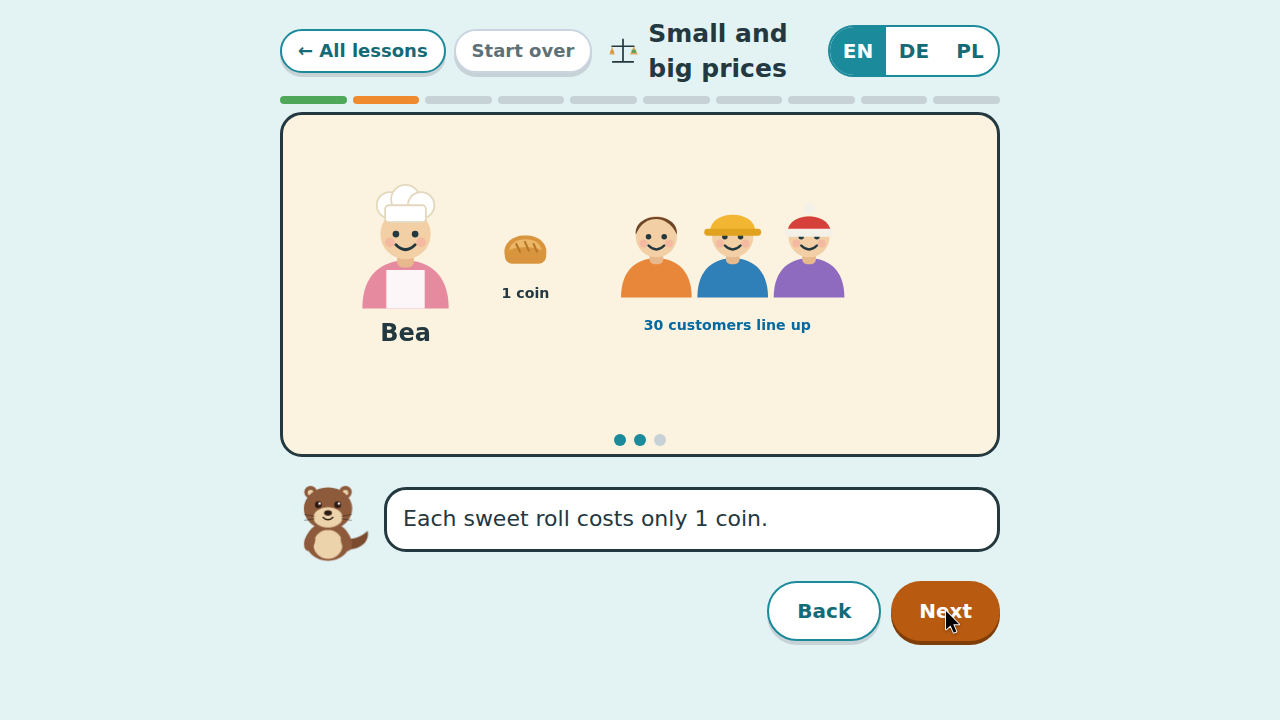 ← All lessons
Start over
Small and
big prices
EN
DE
PL
1 coin
30 customers line up
Bea
Each sweet roll costs only 1 coin.
Back
Next